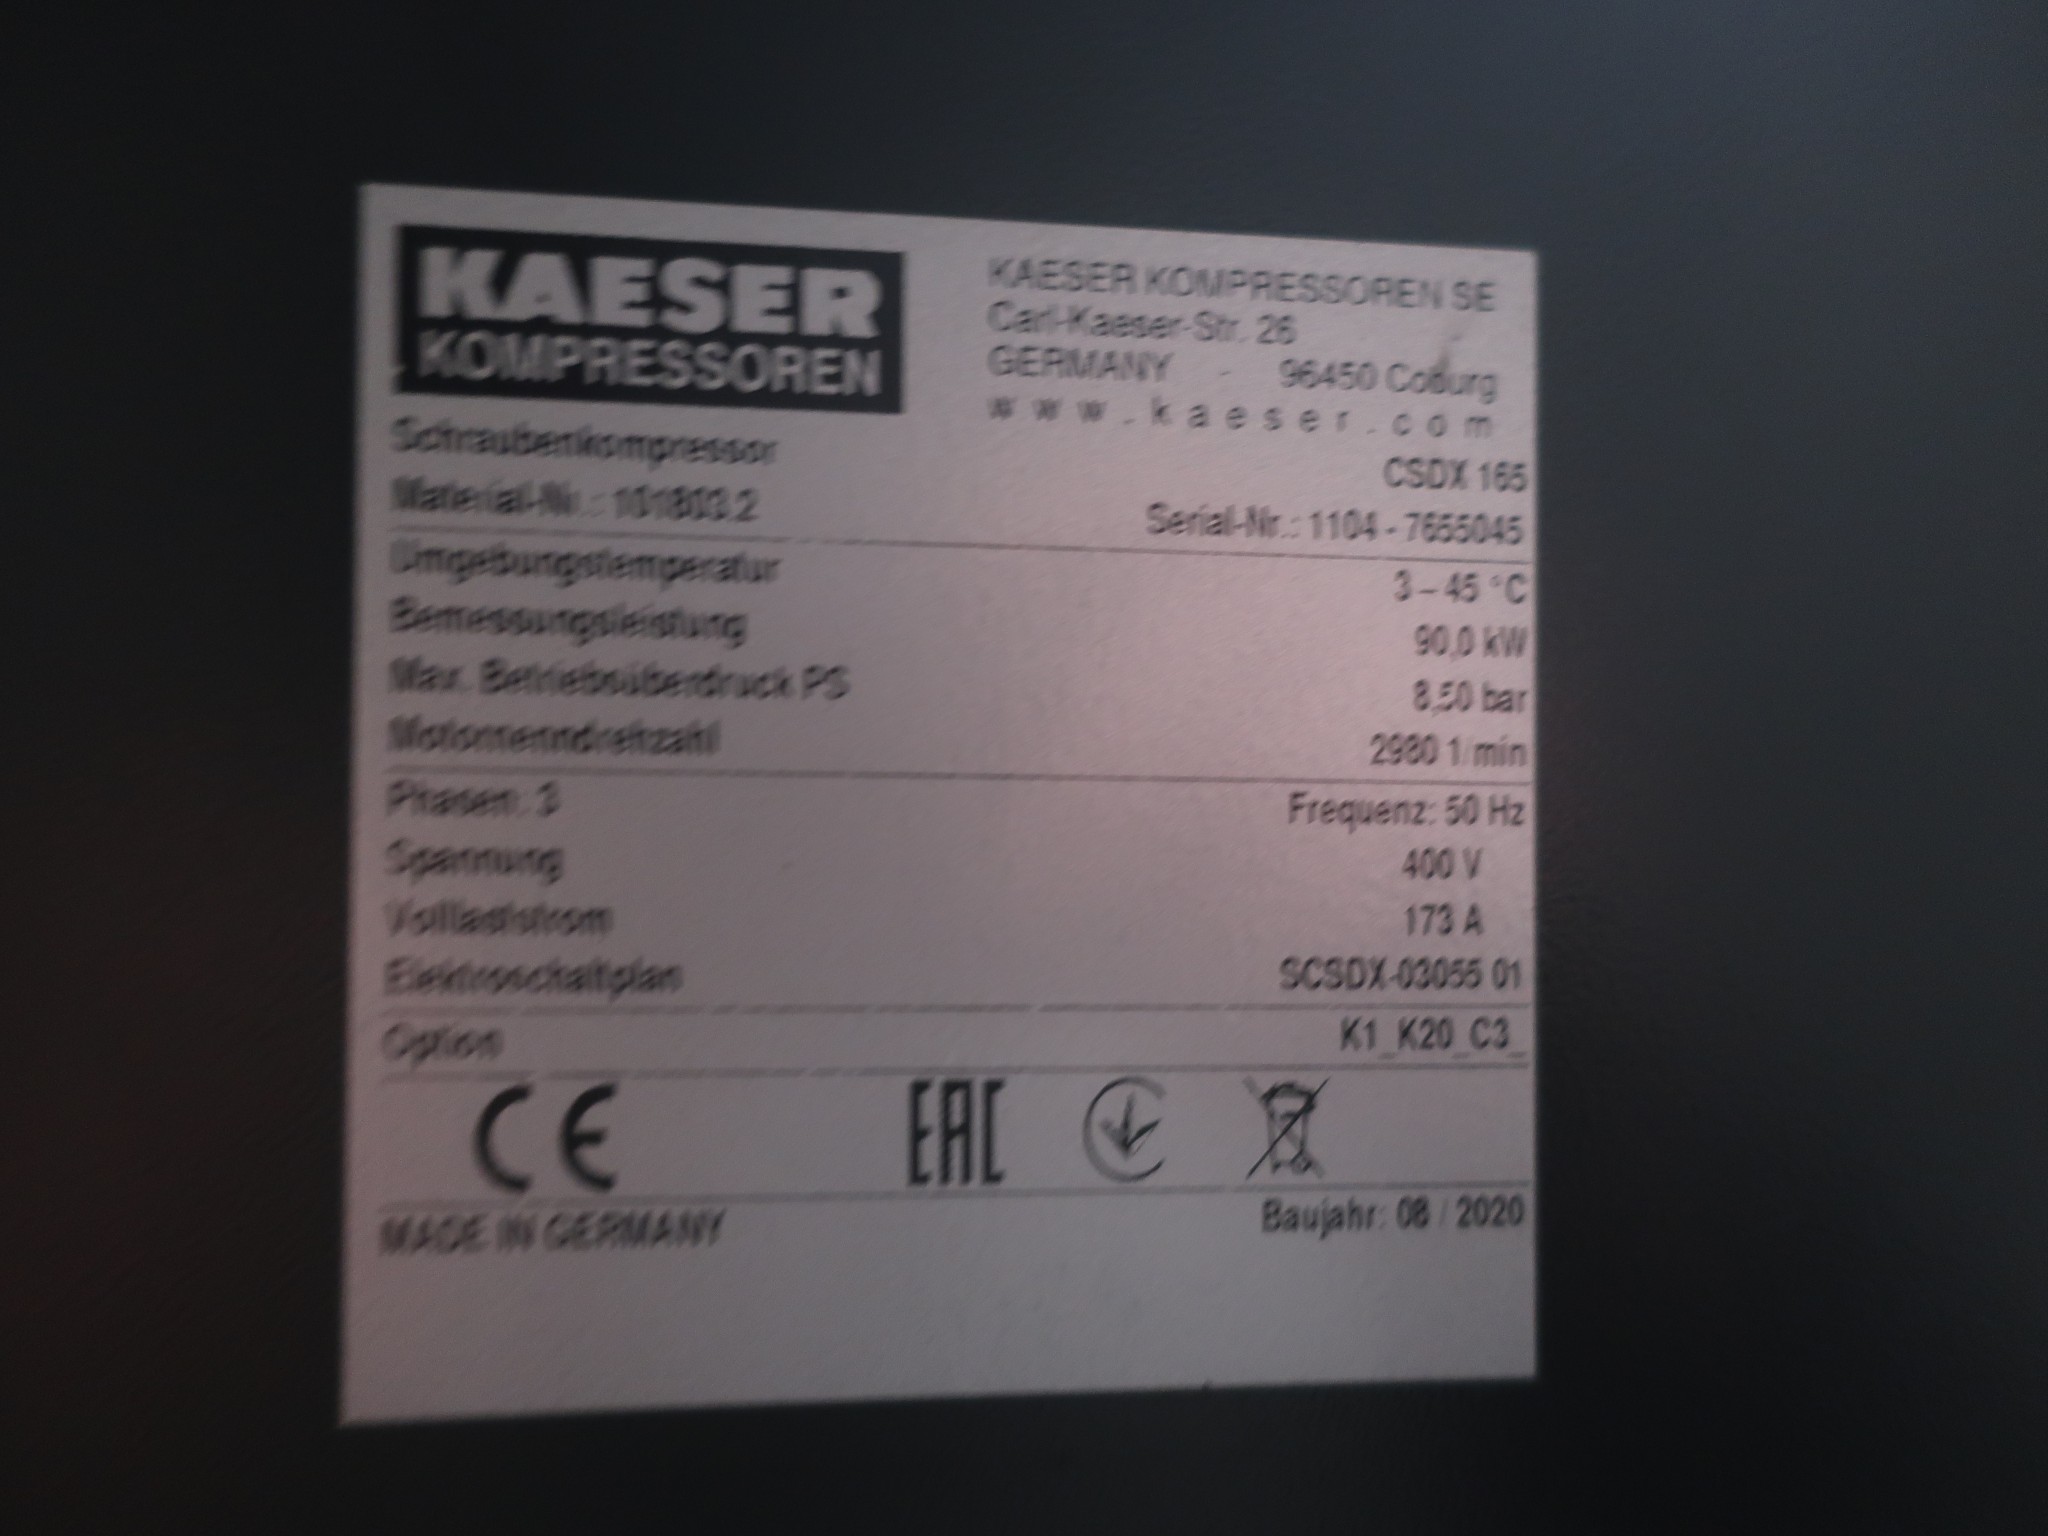 KAESER
KOMPRESSOREN
KAESER KOMPRESSOREN SE
Carl-Kaeser-Str. 26
GERMANY - 96450 Coburg
www.kaeser.com
Schraubenkompressor CSDX 165
Material-Nr.: 101803.2 Serial-Nr.: 1104 - 7655045
Umgebungstemperatur 3 – 45 °C
Bemessungsleistung 90,0 kW
Max. Betriebsüberdruck PS 8,50 bar
Motornenndrehzahl 2980 1/min
Phasen: 3 Frequenz: 50 Hz
Spannung 400 V
Volllaststrom 173 A
Elektroschaltplan SCSDX-03055 01
Option K1_K20_C3_
CE EAC
MADE IN GERMANY Baujahr: 08 / 2020